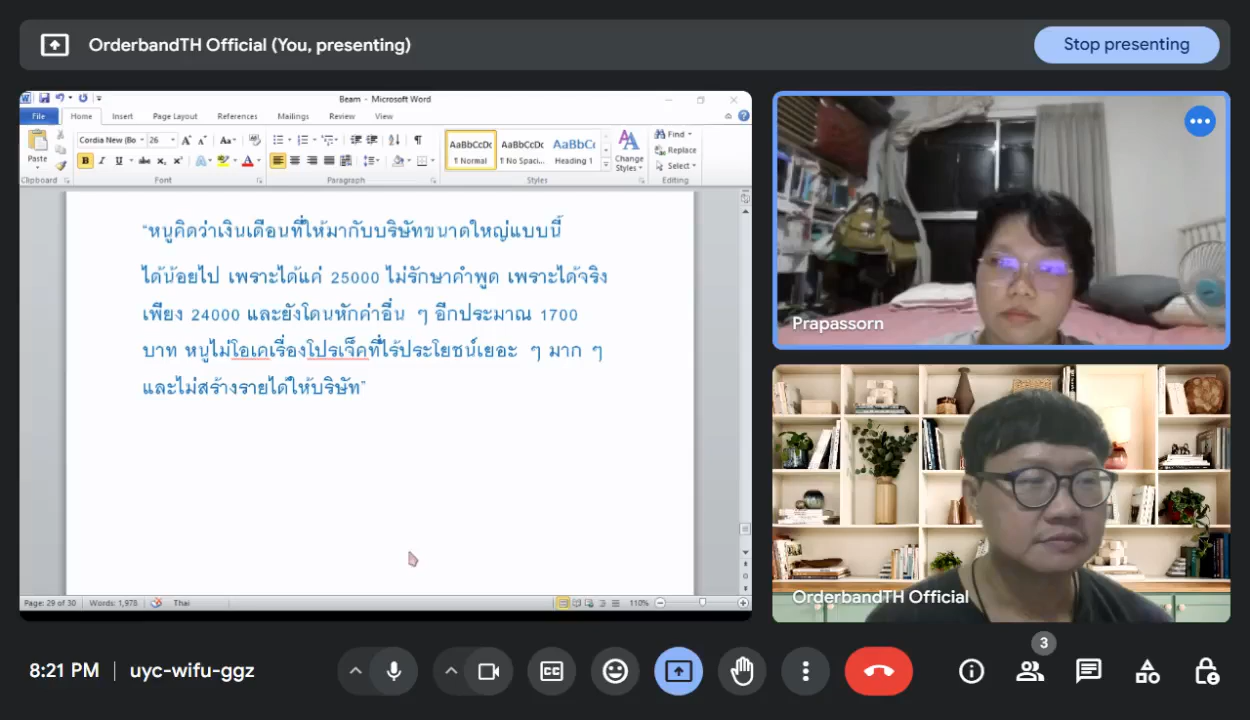 OrderbandTH Official (You, presenting)
Stop presenting
Beam - Microsoft Word
File Home Insert Page Layout References Mailings Review View
Cordia New (Bo 26
Paste
AaBbCcDc AaBbCcDc AaBbCc
¶ Normal ¶ No Spaci... Heading 1
Change Styles
Find
Replace
Select
Clipboard Font Paragraph Styles Editing
"หนูคิดว่าเงินเดือนที่ให้มากับบริษัทขนาดใหญ่แบบนี้
ได้น้อยไป เพราะได้แค่ 25000 ไม่รักษาคำพูด เพราะได้จริง
เพียง 24000 และยังโดนหักค่าอื่น ๆ อีกประมาณ 1700
บาท หนูไม่โอเคเรื่องโปรเจ็คที่ไร้ประโยชน์เยอะ ๆ มาก ๆ
และไม่สร้างรายได้ให้บริษัท"
Page: 29 of 30 Words: 1,978 Thai 110%
Prapassorn
OrderbandTH Official
8:21 PM | uyc-wifu-ggz
CC
3